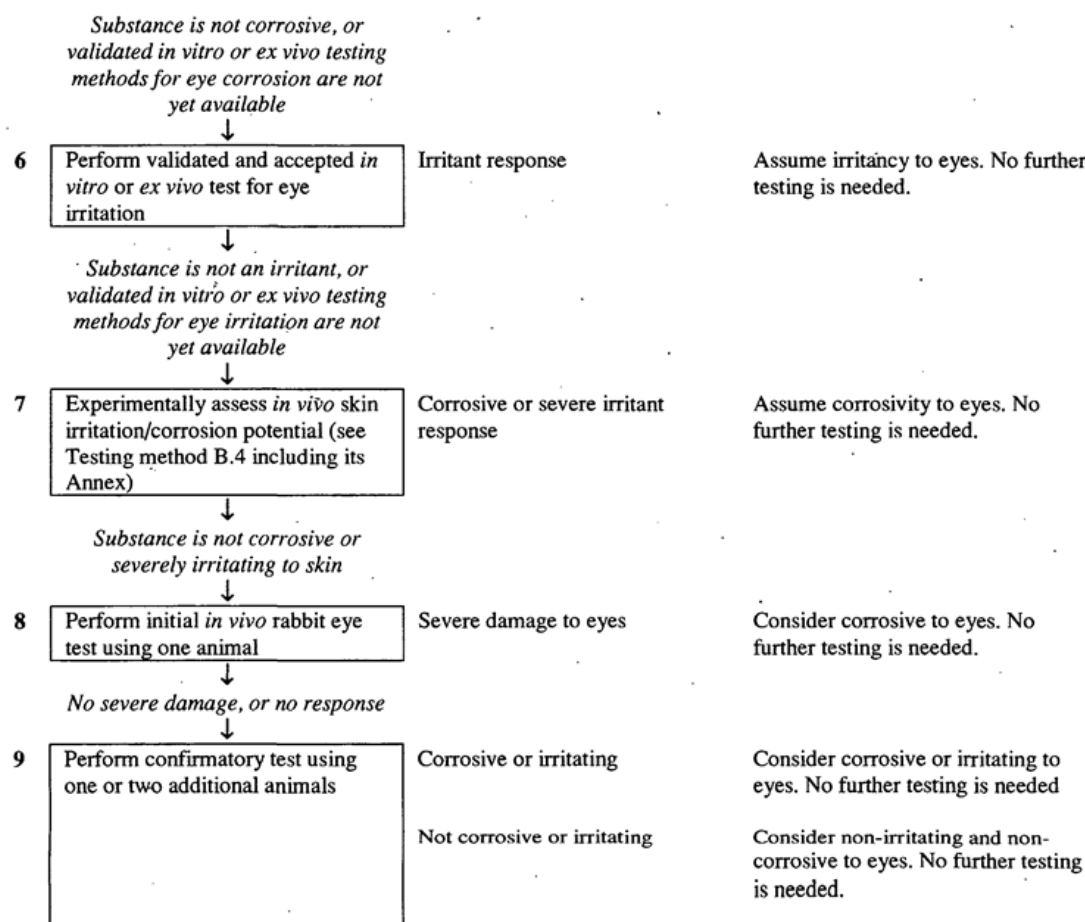 Substance is not corrosive, or
validated in vitro or ex vivo testing
methods for eye corrosion are not
yet available
↓
6 Perform validated and accepted in Irritant response Assume irritancy to eyes. No further
vitro or ex vivo test for eye testing is needed.
irritation
↓
Substance is not an irritant, or
validated in vitro or ex vivo testing
methods for eye irritation are not
yet available
↓
7 Experimentally assess in vivo skin Corrosive or severe irritant Assume corrosivity to eyes. No
irritation/corrosion potential (see response further testing is needed.
Testing method B.4 including its
Annex)
↓
Substance is not corrosive or
severely irritating to skin
↓
8 Perform initial in vivo rabbit eye Severe damage to eyes Consider corrosive to eyes. No
test using one animal further testing is needed.
↓
No severe damage, or no response
↓
9 Perform confirmatory test using Corrosive or irritating Consider corrosive or irritating to
one or two additional animals eyes. No further testing is needed
Not corrosive or irritating Consider non-irritating and non-
corrosive to eyes. No further testing
is needed.